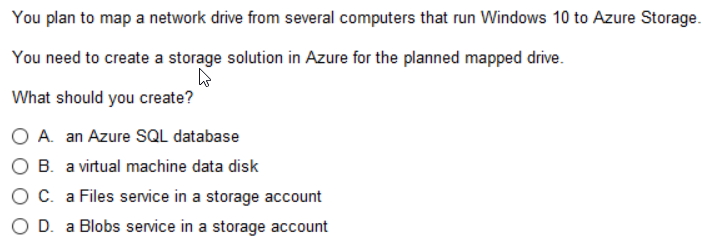 You plan to map a network drive from several computers that run Windows 10 to Azure Storage.
You need to create a storage solution in Azure for the planned mapped drive.
What should you create?
A. an Azure SQL database
B. a virtual machine data disk
C. a Files service in a storage account
D. a Blobs service in a storage account